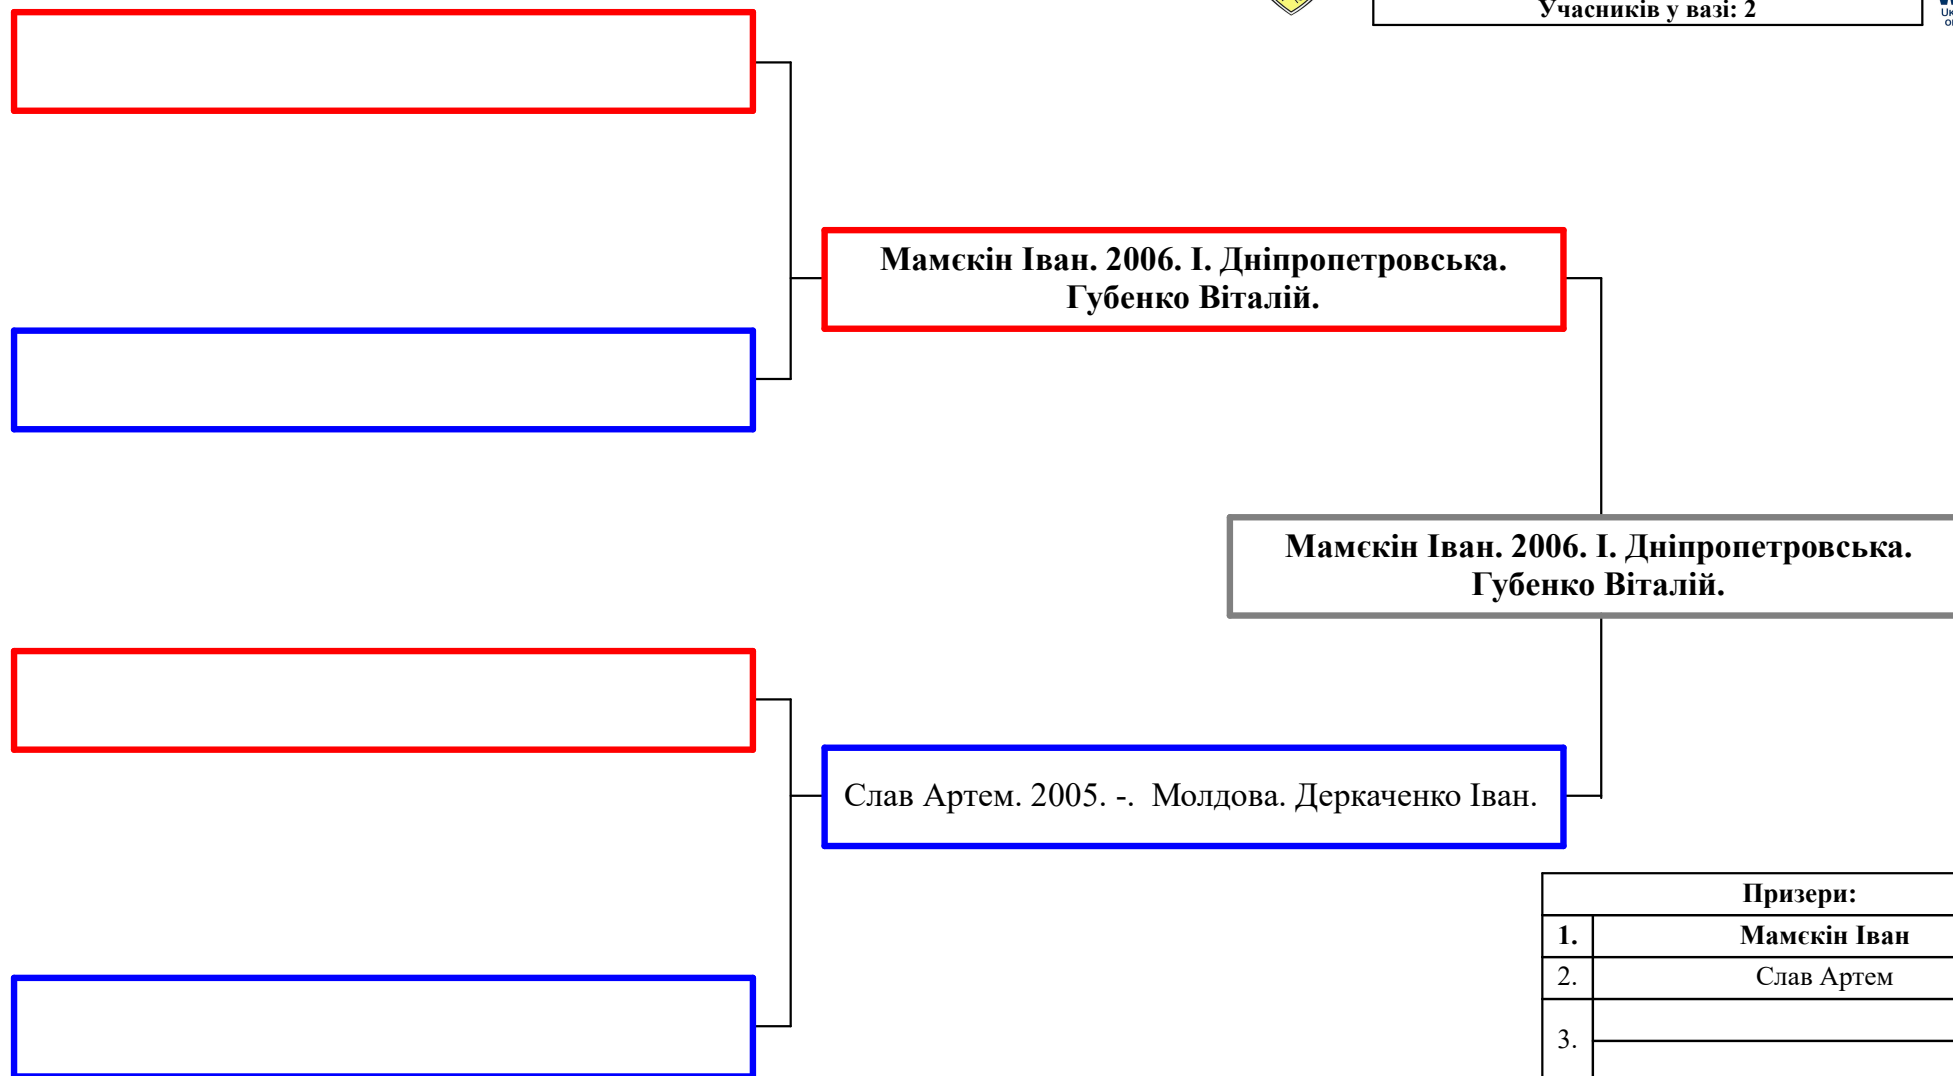 Учасників у вазі: 2
Мамєкін Іван. 2006. І. Дніпропетровська.
Губенко Віталій.
Мамєкін Іван. 2006. І. Дніпропетровська.
Губенко Віталій.
Слав Артем. 2005. -. Молдова. Деркаченко Іван.
Призери:
1. Мамєкін Іван
2. Слав Артем
3.